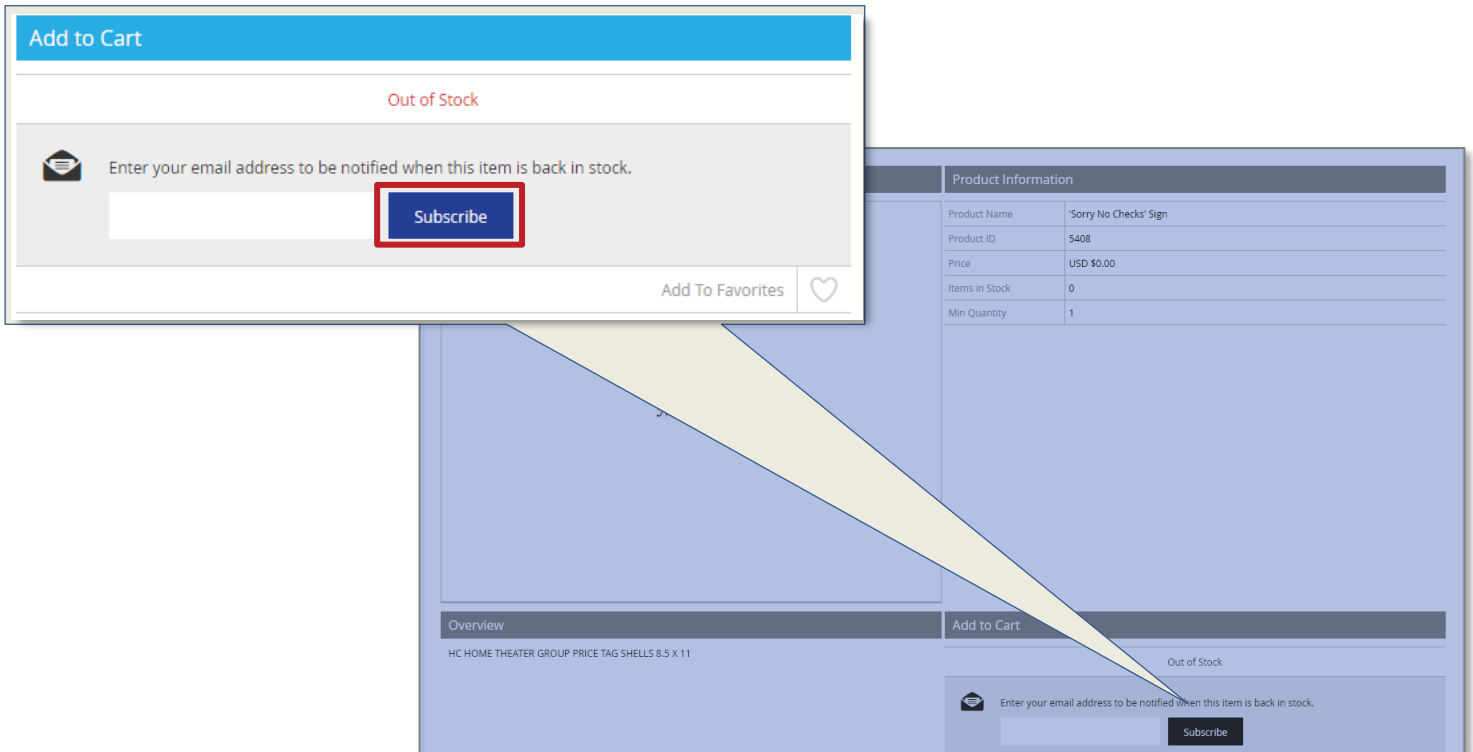 Add to Cart
Out of Stock
Enter your email address to be notified when this item is back in stock.
Subscribe
Add To Favorites
Product Information
Product Name 'Sorry No Checks' Sign
Product ID 5408
Price USD $0.00
Items in Stock 0
Min Quantity 1
Overview
HC HOME THEATER GROUP PRICE TAG SHELLS 8.5 X 11
Add to Cart
Out of Stock
Enter your email address to be notified when this item is back in stock.
Subscribe